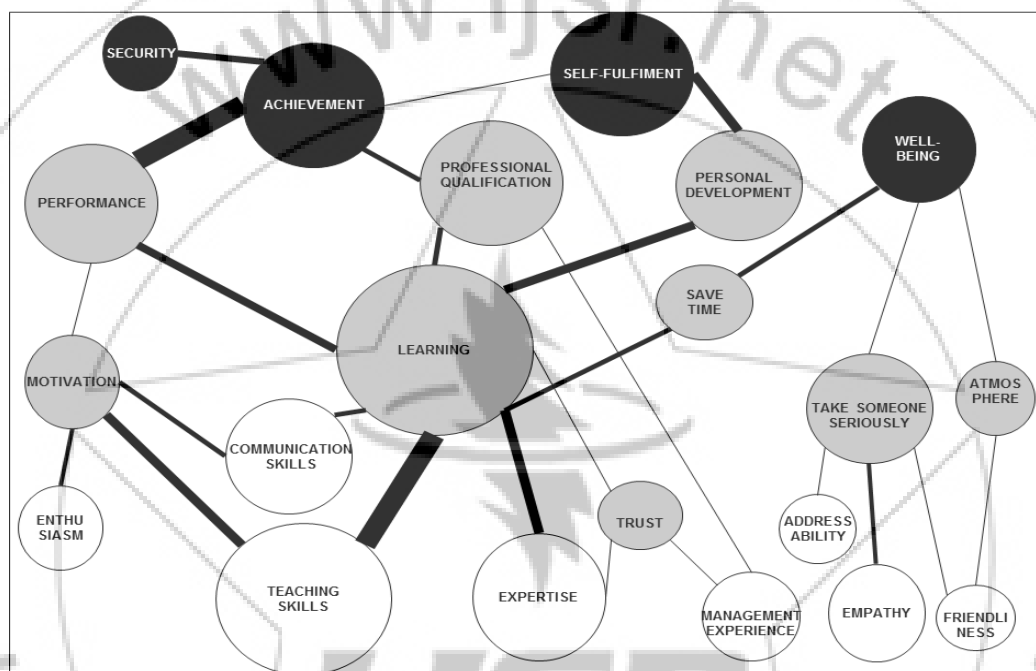 www.ijsr.net
SECURITY
ACHIEVEMENT
SELF-FULFIMENT
WELL-
BEING
PROFESSIONAL
QUALIFICATION
PERSONAL
DEVELOPMENT
PERFORMANCE
SAVE
TIME
LEARNING
MOTIVATION
TAKE SOMEONE
SERIOUSLY
ATMOS
PHERE
COMMUNICATION
SKILLS
ENTHU
SIASM
TRUST
ADDRESS
ABILITY
TEACHING
SKILLS
EXPERTISE
MANAGEMENT
EXPERIENCE
EMPATHY
FRIENDLI
NESS